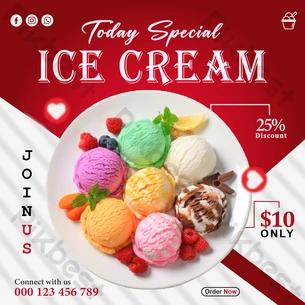 Today Special
ICE CREAM
25%
Discount
JOIN US
$10
ONLY
Connect with us
000 123 456 789
Order Now